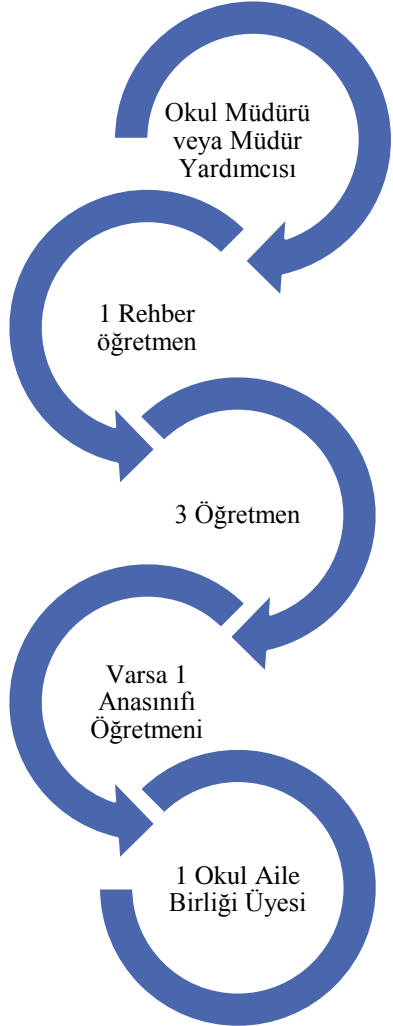 Okul Müdürü
veya Müdür
Yardımcısı
1 Rehber
öğretmen
3 Öğretmen
Varsa 1
Anasınıfı
Öğretmeni
1 Okul Aile
Birliği Üyesi